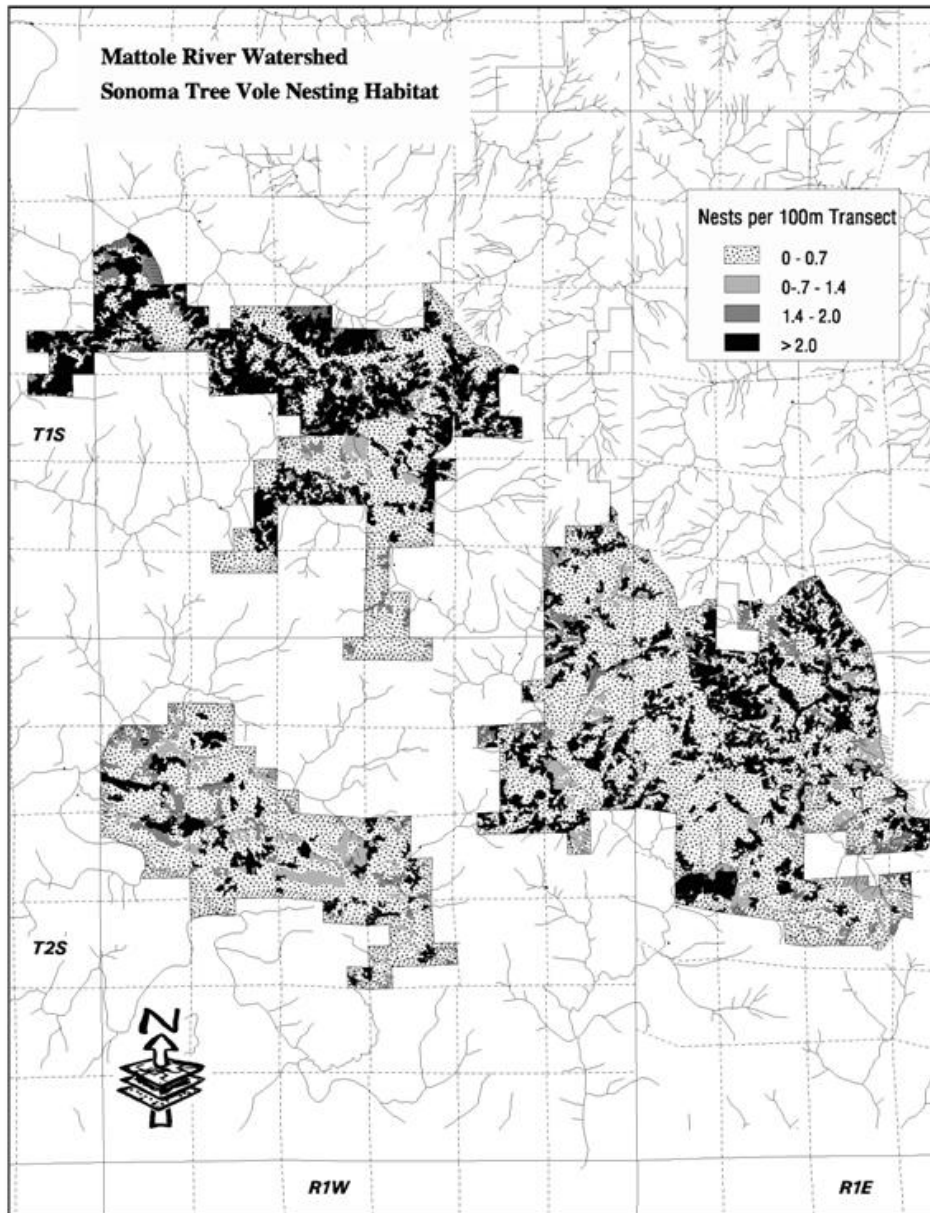 Mattole River Watershed
Sonoma Tree Vole Nesting Habitat
Nests per 100m Transect
0 - 0.7
0-.7 - 1.4
1.4 - 2.0
> 2.0
T1S
T2S
N
R1W
R1E